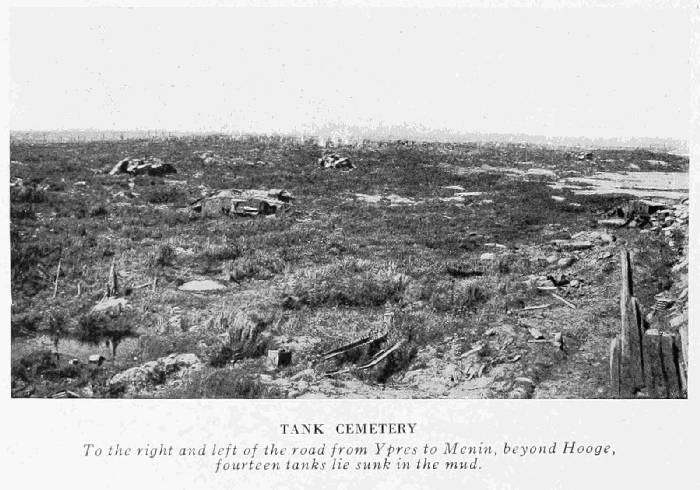 TANK CEMETERY
To the right and left of the road from Ypres to Menin, beyond Hooge,
fourteen tanks lie sunk in the mud.